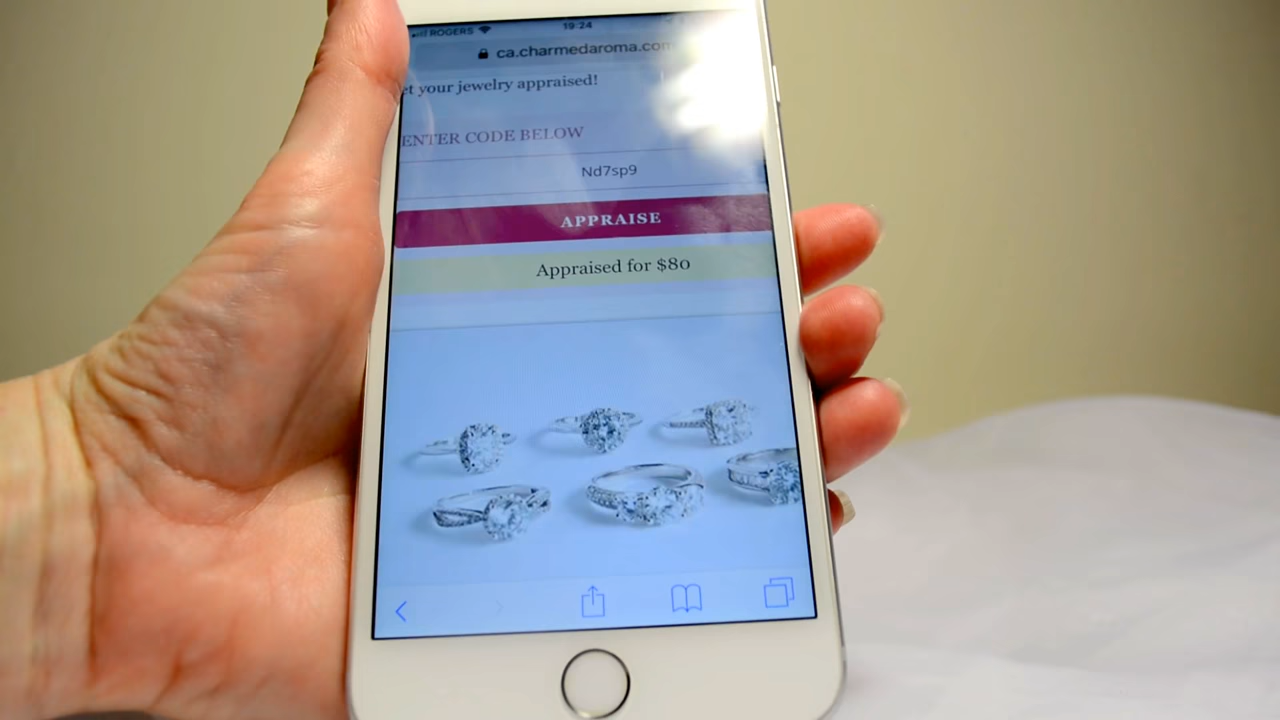 ROGERS 19:24
ca.charmedaroma.com
et your jewelry appraised!
ENTER CODE BELOW
Nd7sp9
APPRAISE
Appraised for $80